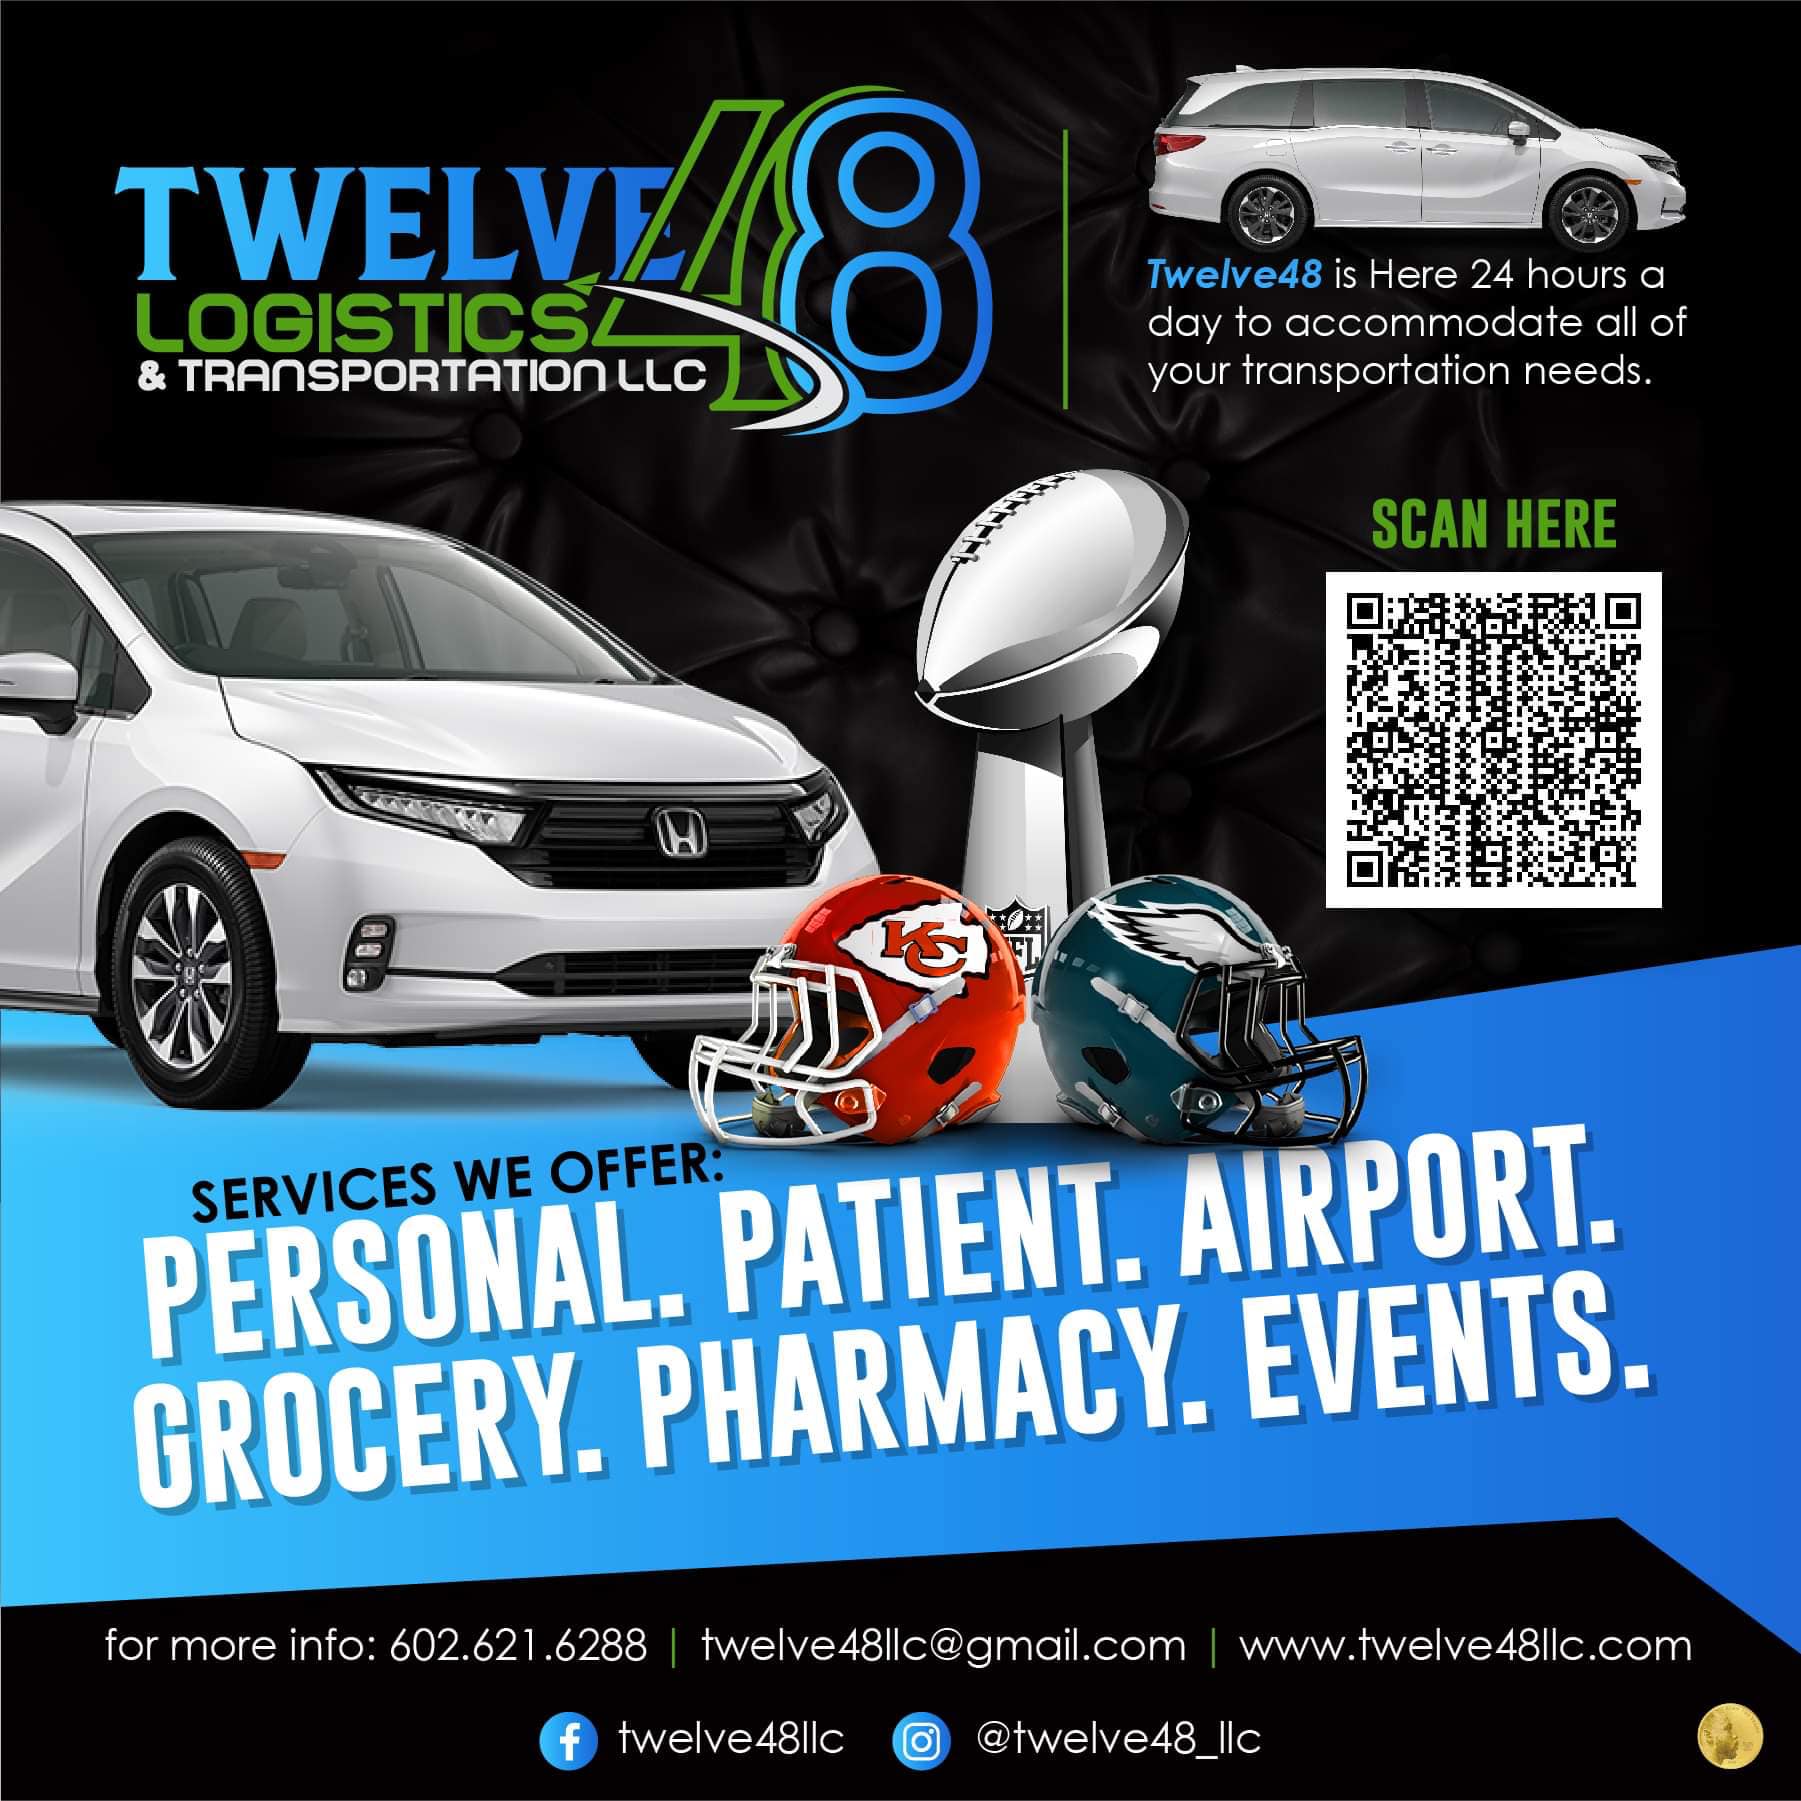 TWELVE48
LOGISTICS
& TRANSPORTATION LLC
Twelve48 is Here 24 hours a
day to accommodate all of
your transportation needs.
SCAN HERE
KC
SERVICES WE OFFER:
PERSONAL. PATIENT. AIRPORT.
GROCERY. PHARMACY. EVENTS.
for more info: 602.621.6288 | twelve48llc@gmail.com | www.twelve48llc.com
twelve48llc @twelve48_llc